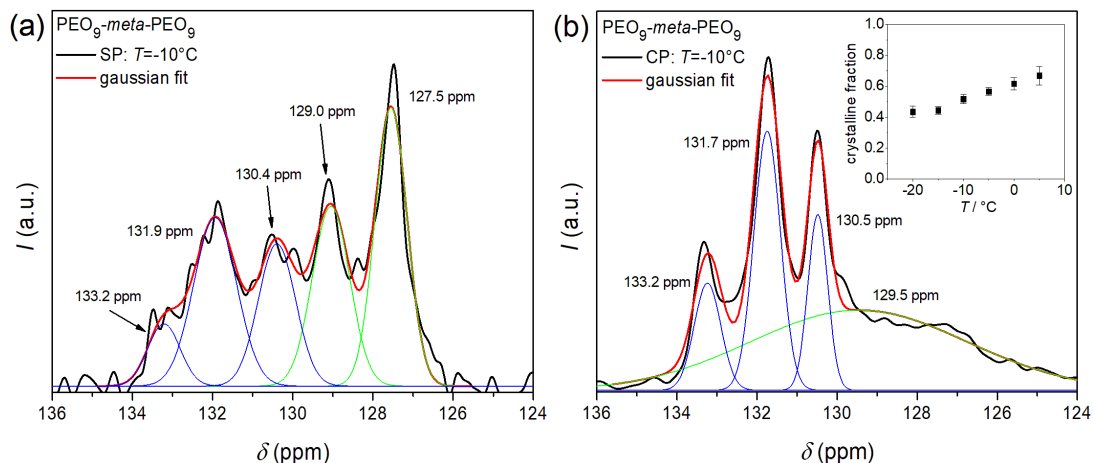 (a)
PEO9-meta-PEO9
SP: T=-10°C
gaussian fit
133.2 ppm
131.9 ppm
130.4 ppm
129.0 ppm
127.5 ppm
I (a.u.)
136 134 132 130 128 126 124
δ (ppm)
(b)
PEO9-meta-PEO9
CP: T=-10°C
gaussian fit
133.2 ppm
131.7 ppm
130.5 ppm
129.5 ppm
I (a.u.)
136 134 132 130 128 126 124
δ (ppm)
crystalline fraction
1.0
0.8
0.6
0.4
0.2
0.0
-20 -10 0 10
T / °C